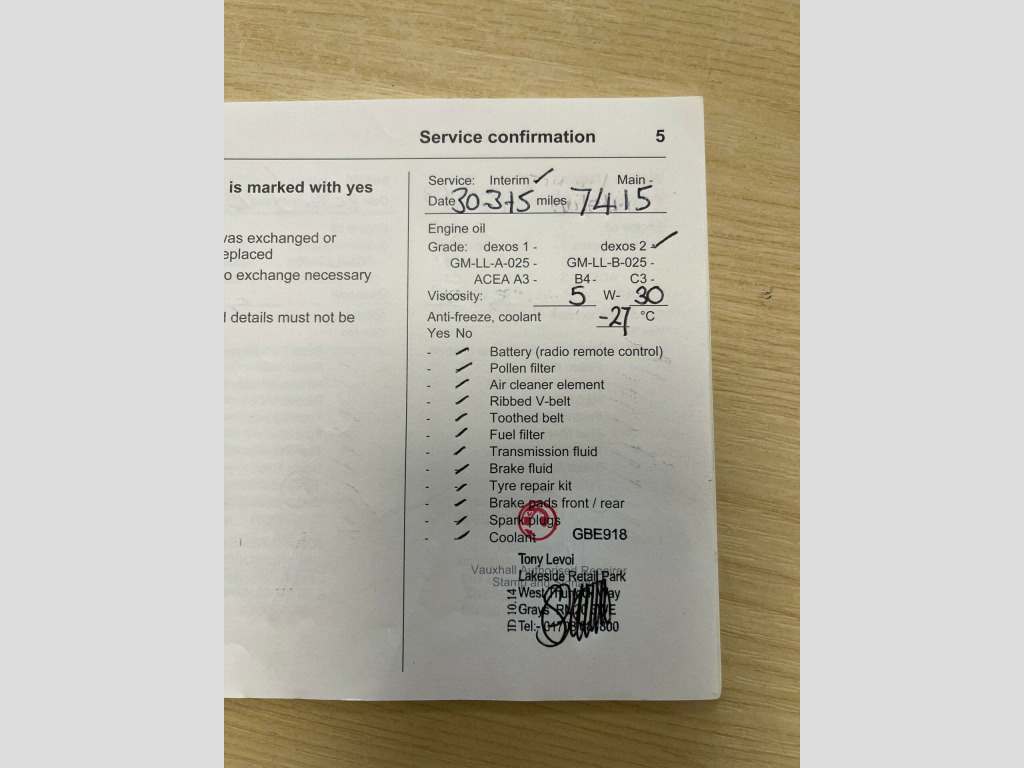 Service confirmation 5
is marked with yes
was exchanged or
eplaced
o exchange necessary
d details must not be
Service: Interim ✓ Main -
Date 30-3-15 miles 7415
Engine oil
Grade: dexos 1 - dexos 2 ✓
GM-LL-A-025 - GM-LL-B-025 -
ACEA A3 - B4- C3 -
Viscosity: 5 W- 30
Anti-freeze, coolant -27 °C
Yes No
- ✓ Battery (radio remote control)
- ✓ Pollen filter
- ✓ Air cleaner element
- ✓ Ribbed V-belt
- ✓ Toothed belt
- ✓ Fuel filter
- ✓ Transmission fluid
- ✓ Brake fluid
- ✓ Tyre repair kit
- ✓ Brake pads front / rear
- ✓ Spark plugs
- ✓ Coolant
GBE918
Tony Levoi
Vauxhall Authorised Repairer
Lakeside Retail Park
Stamp and
West Way
Grays
Tel:-
ID 10.14